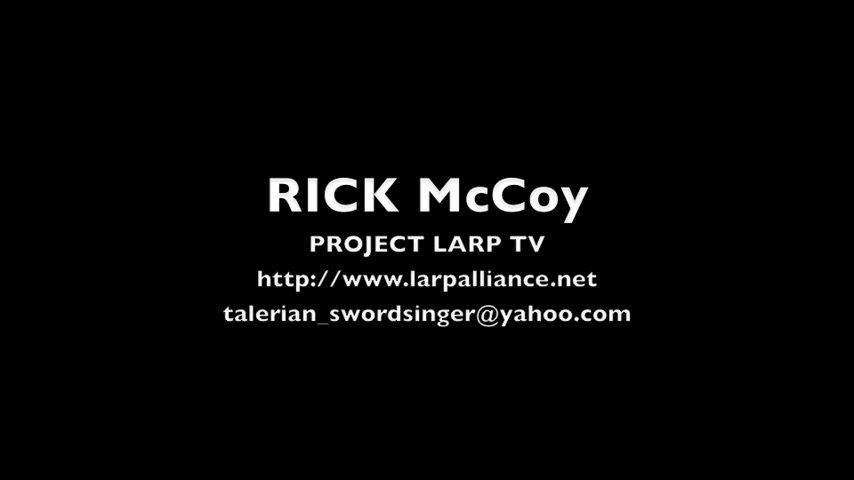 RICK McCoy
PROJECT LARP TV
http://www.larpalliance.net
talerian_swordsinger@yahoo.com